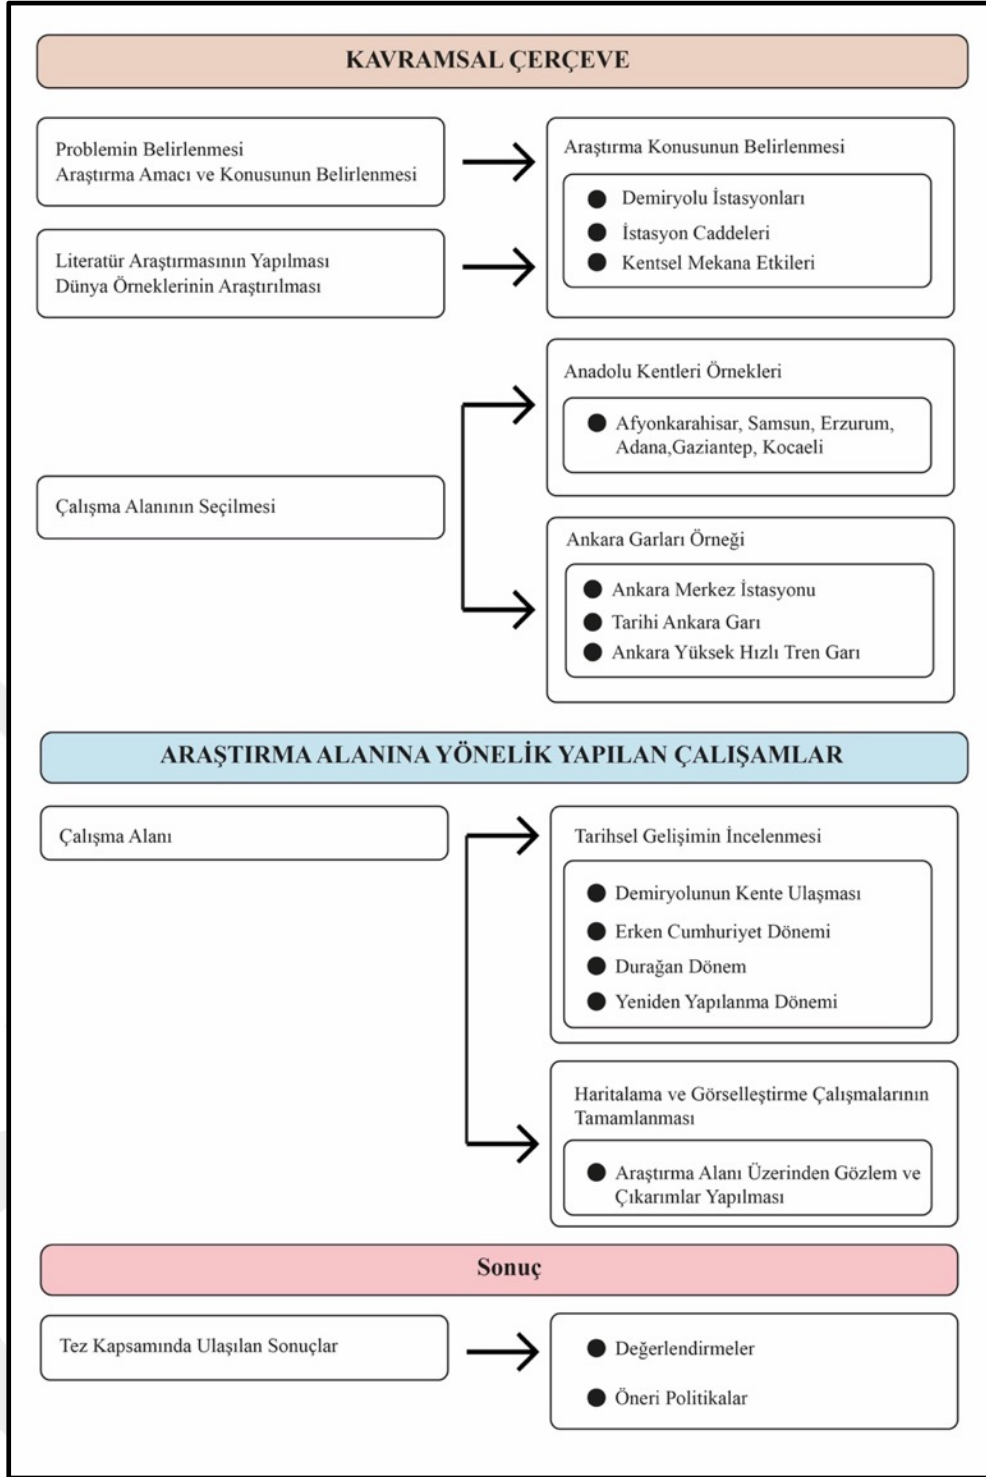 KAVRAMSAL ÇERÇEVE
Problemin Belirlenmesi
Araştırma Amacı ve Konusunun Belirlenmesi
Literatür Araştırmasının Yapılması
Dünya Örneklerinin Araştırılması
Araştırma Konusunun Belirlenmesi
Demiryolu İstasyonları
İstasyon Caddeleri
Kentsel Mekana Etkileri
Çalışma Alanının Seçilmesi
Anadolu Kentleri Örnekleri
Afyonkarahisar, Samsun, Erzurum,
Adana,Gaziantep, Kocaeli
Ankara Garları Örneği
Ankara Merkez İstasyonu
Tarihi Ankara Garı
Ankara Yüksek Hızlı Tren Garı
ARAŞTIRMA ALANINA YÖNELİK YAPILAN ÇALIŞAMLAR
Çalışma Alanı
Tarihsel Gelişimin İncelenmesi
Demiryolunun Kente Ulaşması
Erken Cumhuriyet Dönemi
Durağan Dönem
Yeniden Yapılanma Dönemi
Haritalama ve Görselleştirme Çalışmalarının
Tamamlanması
Araştırma Alanı Üzerinden Gözlem ve
Çıkarımlar Yapılması
Sonuç
Tez Kapsamında Ulaşılan Sonuçlar
Değerlendirmeler
Öneri Politikalar